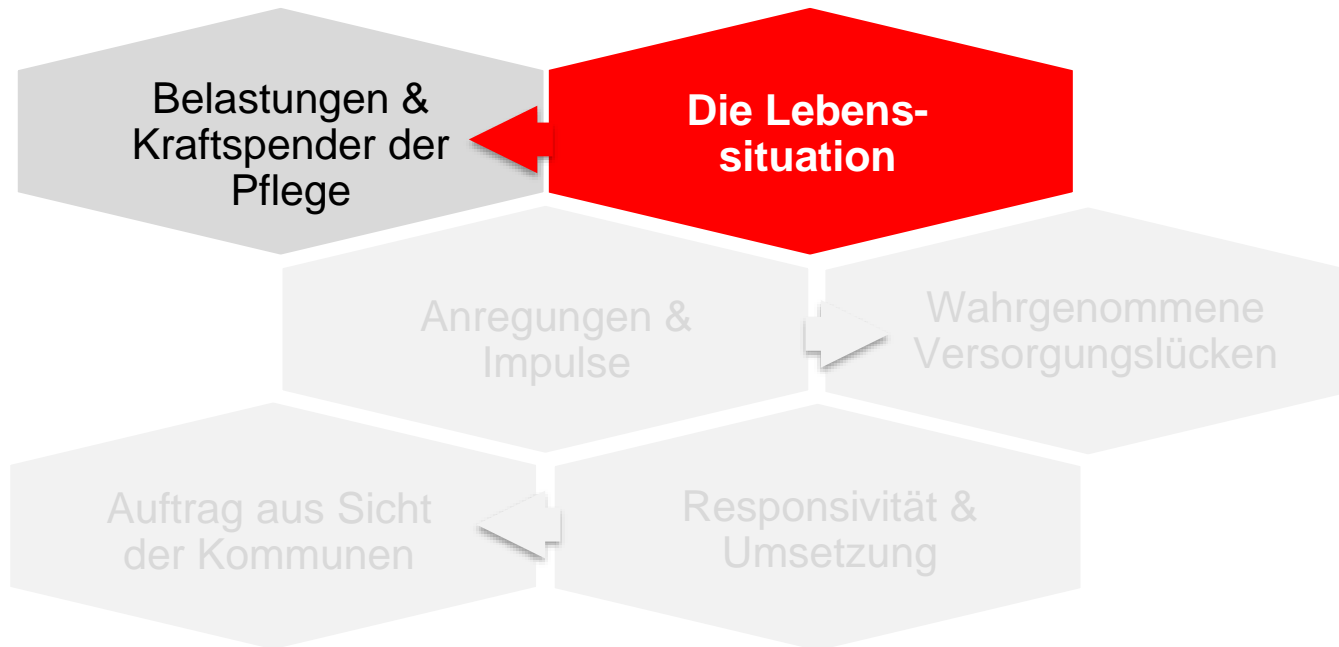 Belastungen &
Kraftspender der
Pflege
Die Lebens-
situation
Anregungen &
Impulse
Wahrgenommene
Versorgungslücken
Auftrag aus Sicht
der Kommunen
Responsivität &
Umsetzung